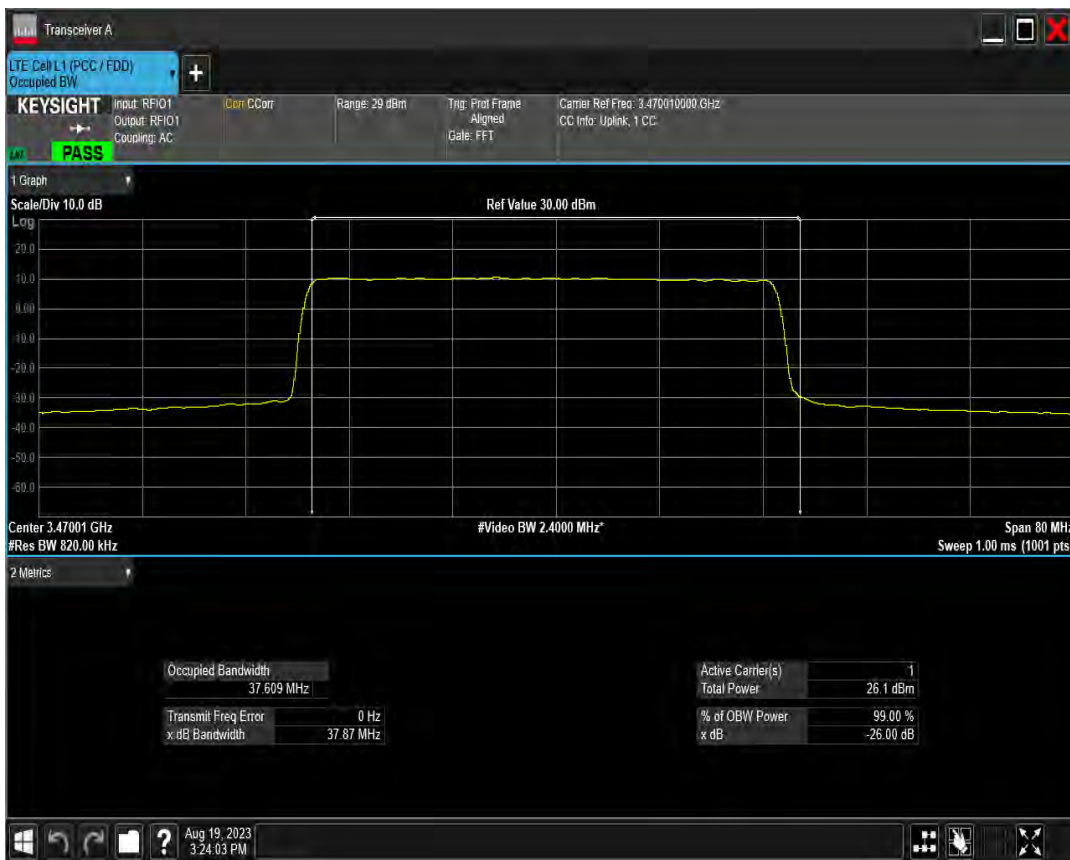 Transceiver A
LTE Cell L1 (PCC / FDD)
Occupied BW
KEYSIGHT
PASS
Input: RFIO1
Output: RFIO1
Coupling: AC
Corr CCorr
Range: 29 dBm
Trig: Prot Frame
Aligned
Gate: FFT
Carrier Ref Freq: 3.470010000 GHz
CC Info: Uplink, 1 CC
1 Graph
Scale/Div 10.0 dB
Ref Value 30.00 dBm
Log
20.0
10.0
0.00
-10.0
-20.0
-30.0
-40.0
-50.0
-60.0
Center 3.47001 GHz
#Video BW 2.4000 MHz*
Span 80 MHz
#Res BW 820.00 kHz
Sweep 1.00 ms (1001 pts
2 Metrics
Occupied Bandwidth
37.609 MHz
Transmit Freq Error 0 Hz
x dB Bandwidth 37.87 MHz
Active Carrier(s) 1
Total Power 26.1 dBm
% of OBW Power 99.00 %
x dB -26.00 dB
Aug 19, 2023
3:24:03 PM